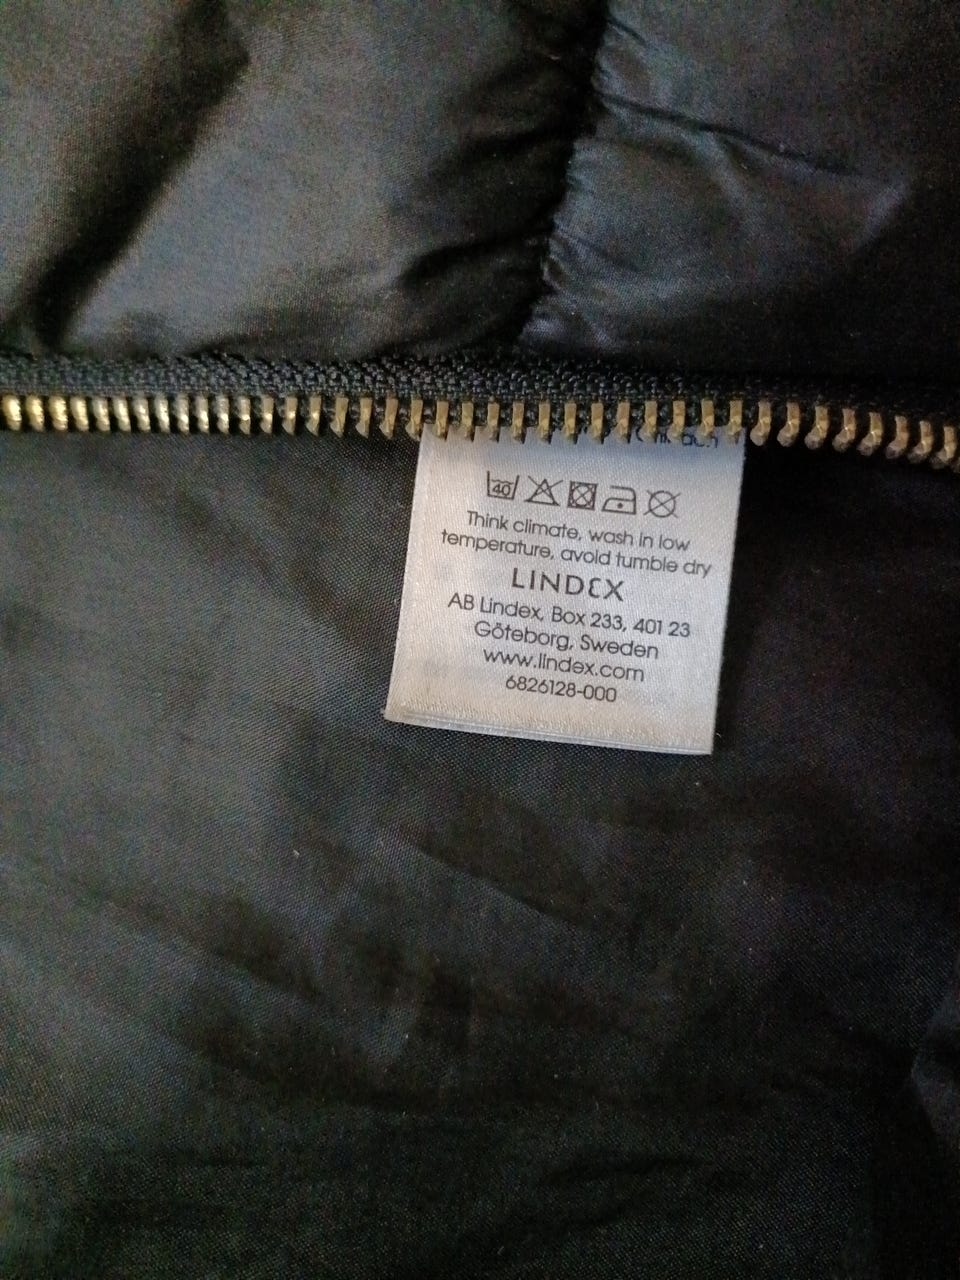 40
Think climate, wash in low
temperature, avoid tumble dry
LINDEX
AB Lindex, Box 233, 401 23
Göteborg, Sweden
www.lindex.com
6826128-000